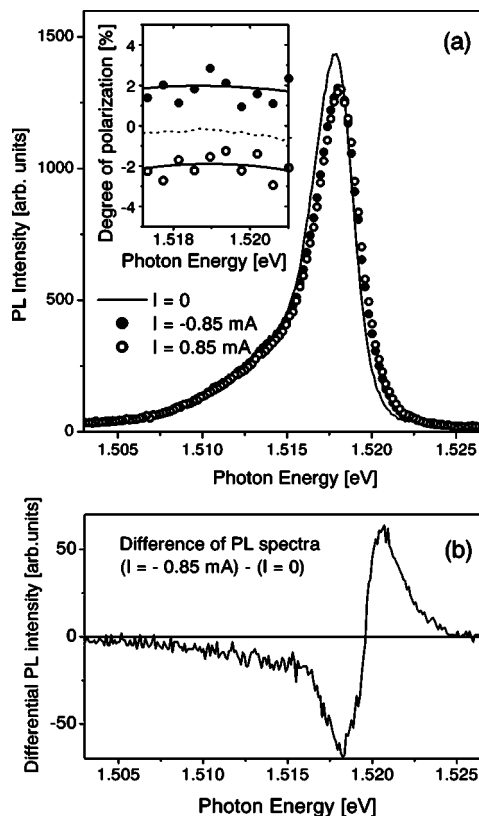 1500
1000
500
0
PL Intensity [arb. units]
(a)
4
2
0
-2
-4
Degree of polarization [%]
1.518
1.520
Photon Energy [eV]
I = 0
I = -0.85 mA
I = 0.85 mA
1.505
1.510
1.515
1.520
1.525
Photon Energy [eV]
50
0
-50
Differential PL intensity [arb.units]
Difference of PL spectra
(I = - 0.85 mA) - (I = 0)
(b)
1.505
1.510
1.515
1.520
1.525
Photon Energy [eV]